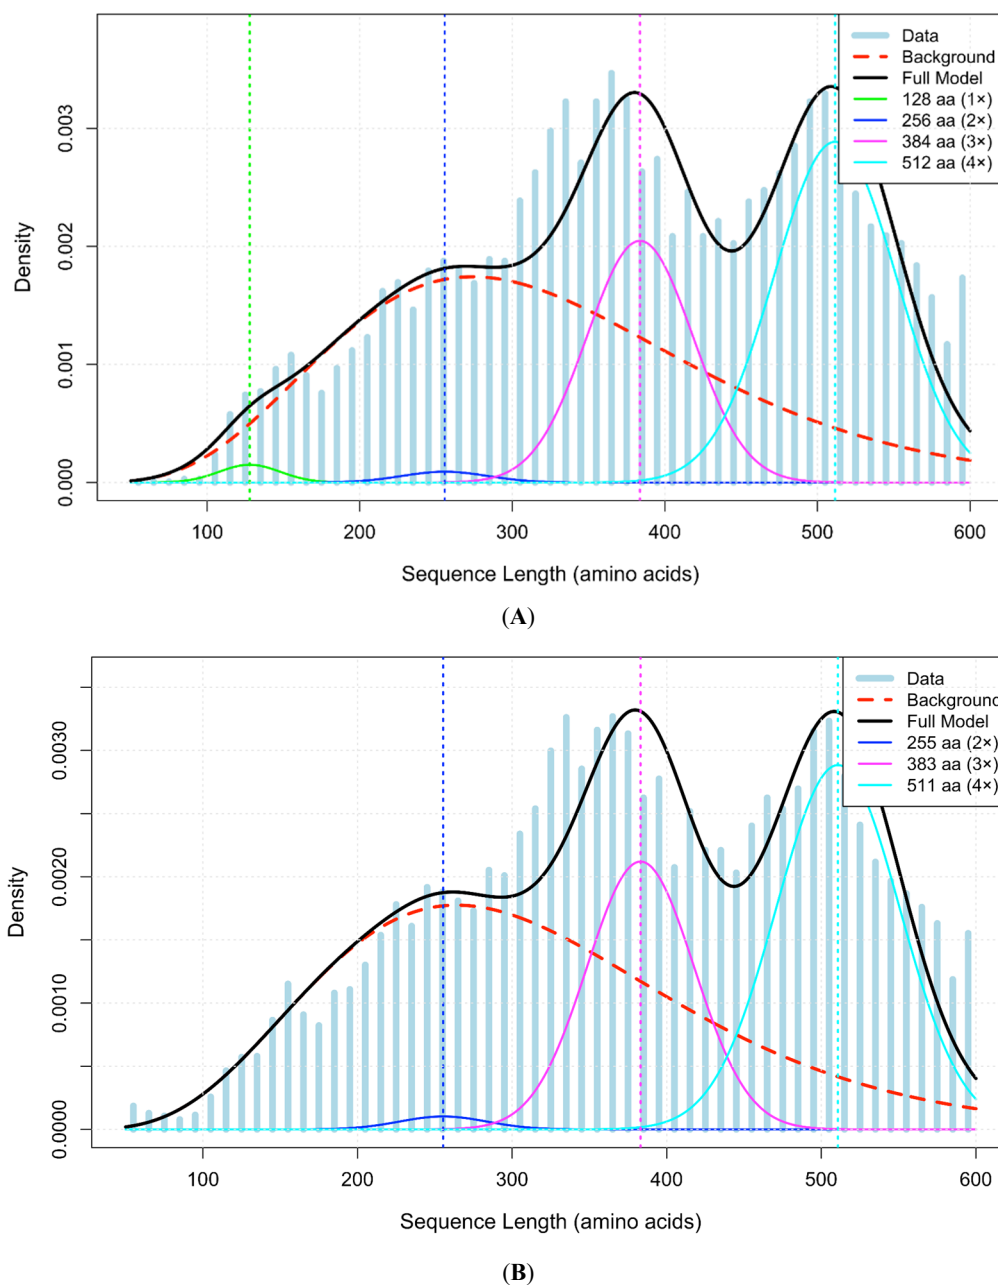 Data
Background
Full Model
128 aa (1×)
256 aa (2×)
384 aa (3×)
512 aa (4×)
Density
0.003
0.002
0.001
0.000
100 200 300 400 500 600
Sequence Length (amino acids)
(A)
Data
Background
Full Model
255 aa (2×)
383 aa (3×)
511 aa (4×)
Density
0.0030
0.0020
0.0010
0.0000
100 200 300 400 500 600
Sequence Length (amino acids)
(B)